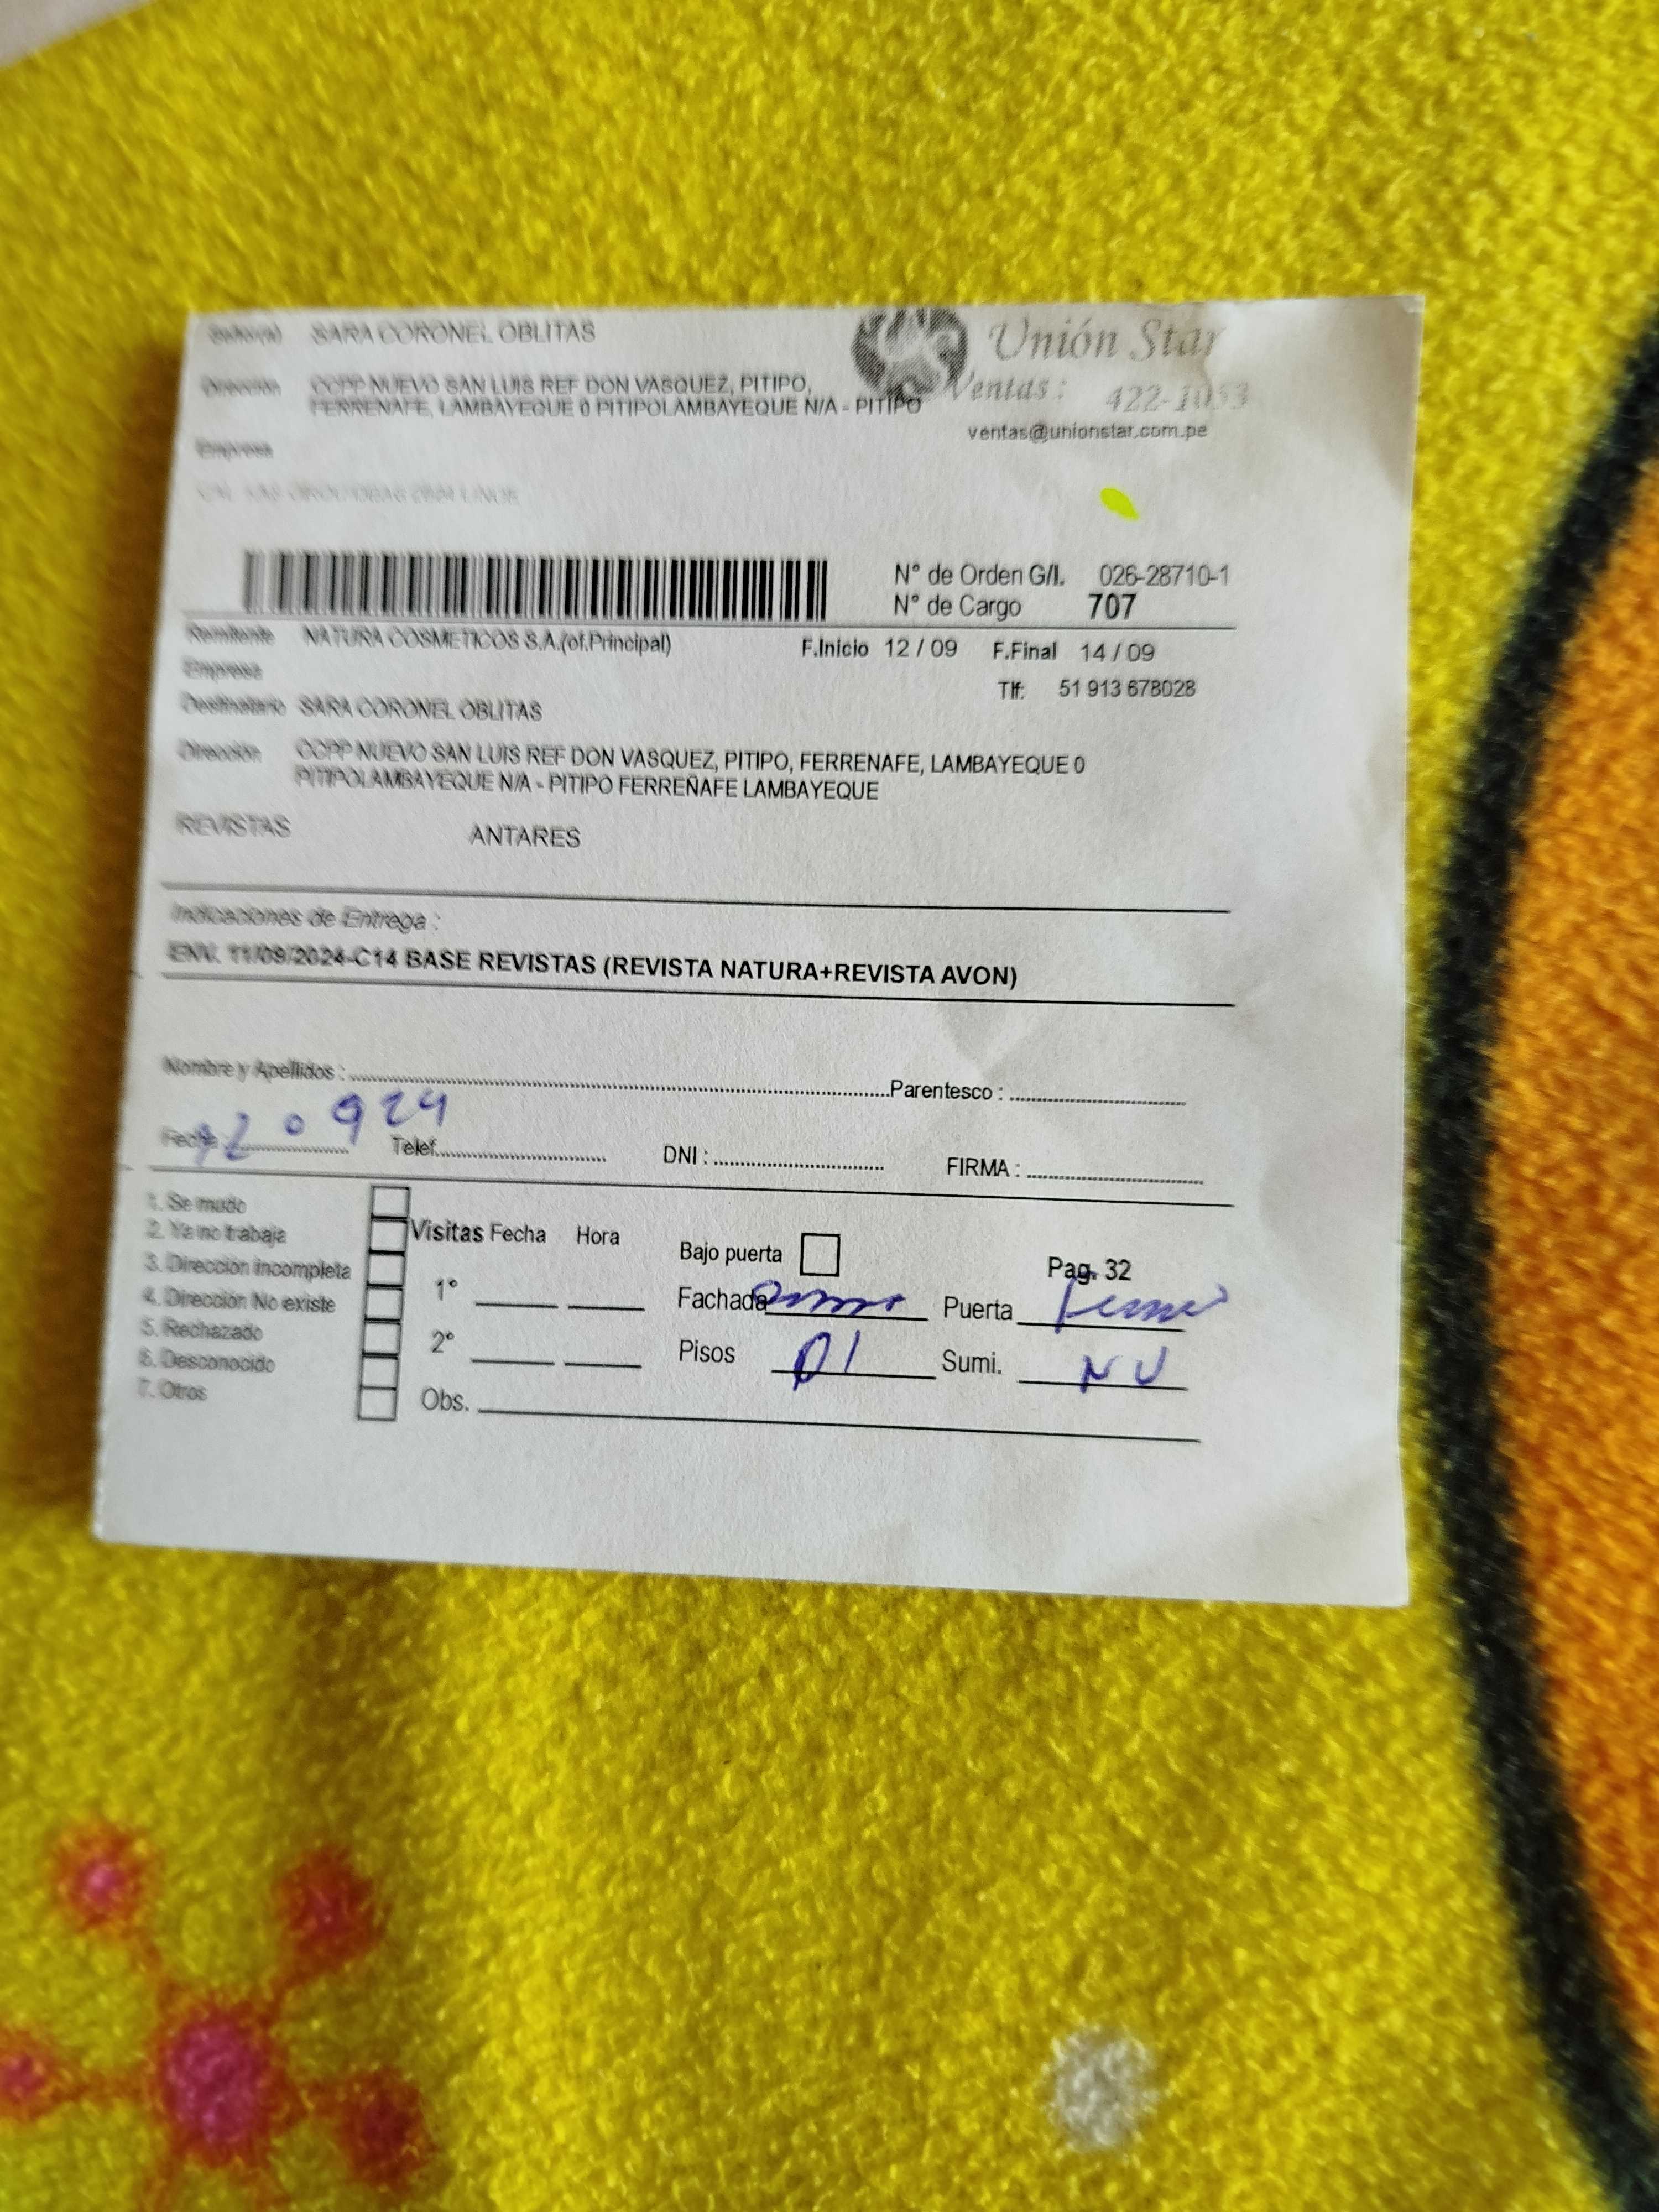 Señor(a) SARA CORONEL OBLITAS
Unión Star
Dirección CCPP NUEVO SAN LUIS REF DON VASQUEZ, PITIPO,
FERRENAFE, LAMBAYEQUE 0 PITIPOLAMBAYEQUE N/A - PITIPO
Ventas : 422-1053
ventas@unionstar.com.pe
Empresa
N° de Orden G/I. 026-28710-1
N° de Cargo 707
Remitente NATURA COSMETICOS S.A.(of.Principal)
F.Inicio 12 / 09 F.Final 14 / 09
Empresa
Tlf: 51 913 678028
Destinatario SARA CORONEL OBLITAS
Dirección CCPP NUEVO SAN LUIS REF DON VASQUEZ, PITIPO, FERRENAFE, LAMBAYEQUE 0
PITIPOLAMBAYEQUE N/A - PITIPO FERREÑAFE LAMBAYEQUE
REVISTAS ANTARES
Indicaciones de Entrega :
ENV. 11/09/2024-C14 BASE REVISTAS (REVISTA NATURA+REVISTA AVON)
Nombre y Apellidos : Parentesco :
Fecha 12 0924 Telef. DNI : FIRMA :
1. Se mudo
2. Ya no trabaja
3. Dirección incompleta
4. Dirección No existe
5. Rechazado
6. Desconocido
7. Otros
Visitas Fecha Hora
1°
2°
Obs.
Bajo puerta Pag. 32
Fachada Puerta
Pisos 01 Sumi. NU